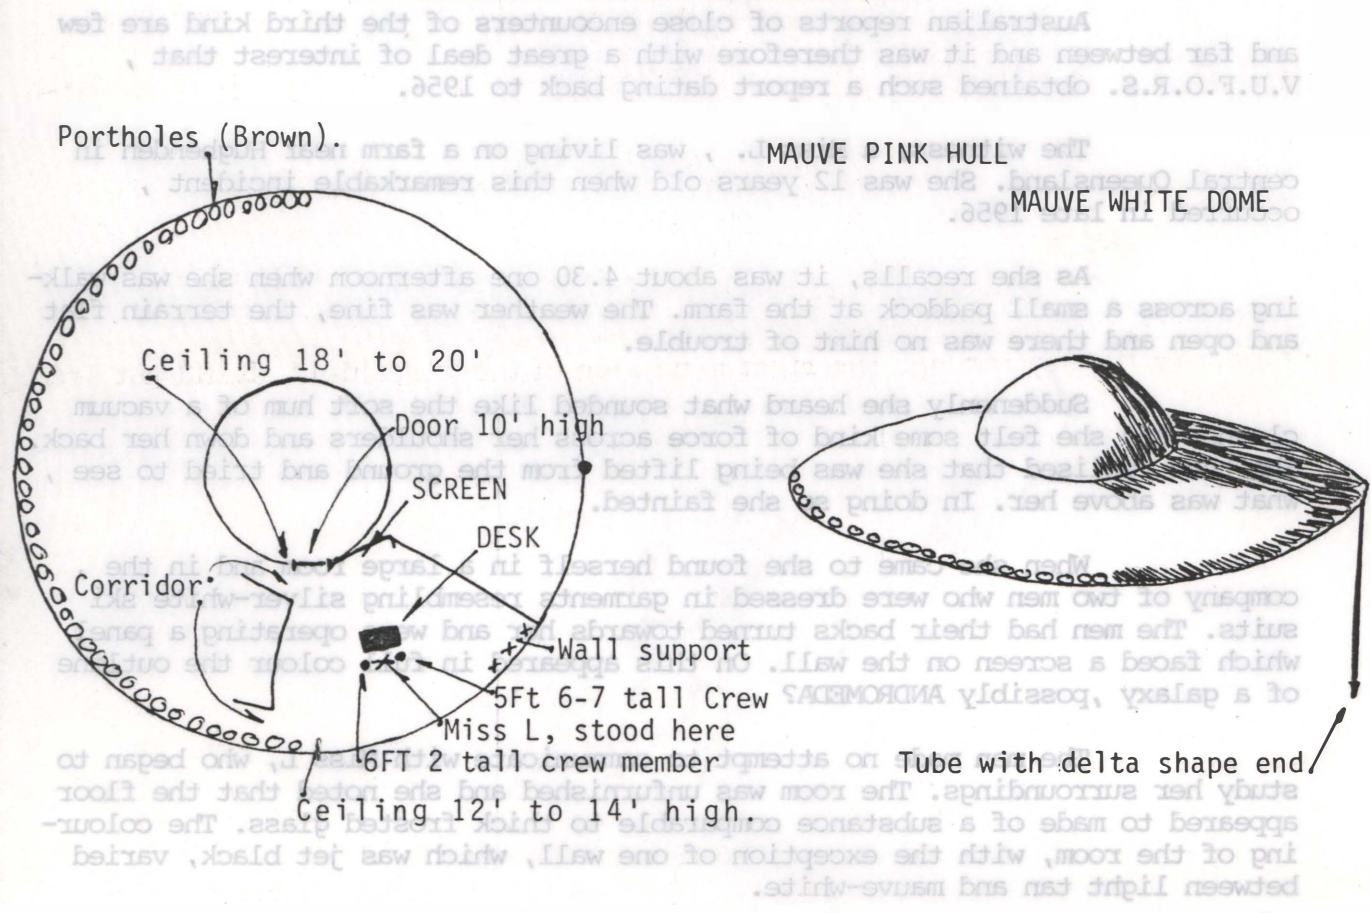 Portholes (Brown).
MAUVE PINK HULL
MAUVE WHITE DOME
Ceiling 18' to 20'
Door 10' high
SCREEN
DESK
Corridor.
Wall support
5Ft 6-7 tall Crew
Miss L, stood here
6FT 2 tall crew member
Ceiling 12' to 14' high.
Tube with delta shape end.
Australian reports of close encounters of the third kind are few
and far between and it was therefore with a great deal of interest that ,
V.U.F.O.R.S. obtained such a report dating back to 1956.
The witness, a L. , was living on a farm near Hughenden in
central Queensland. She was 12 years old when this remarkable incident ,
occurred in late 1956.
As she recalls, it was about 4.30 one afternoon when she was walk-
ing across a small paddock at the farm. The weather was fine, the terrain flat
and open and there was no hint of trouble.
Suddennly she heard what sounded like the soft hum of a vacuum
she felt some kind of force across her shoulders and down her back.
that she was being lifted from the ground and tried to see ,
what was above her. In doing so she fainted.
When she came to she found herself in a large room and in the
company of two men who were dressed in garments resembling silver-white ski
suits. The men had their backs turned towards her and were operating a panel
which faced a screen on the wall. On this appeared in full colour the outline
of a galaxy ,possibly ANDROMEDA?
The men made no attempt to communicate with Miss L, who began to
study her surroundings. The room was unfurnished and she noted that the floor
appeared to made of a substance comparable to thick frosted glass. The colour-
ing of the room, with the exception of one wall, which was jet black, varied
between light tan and mauve-white.